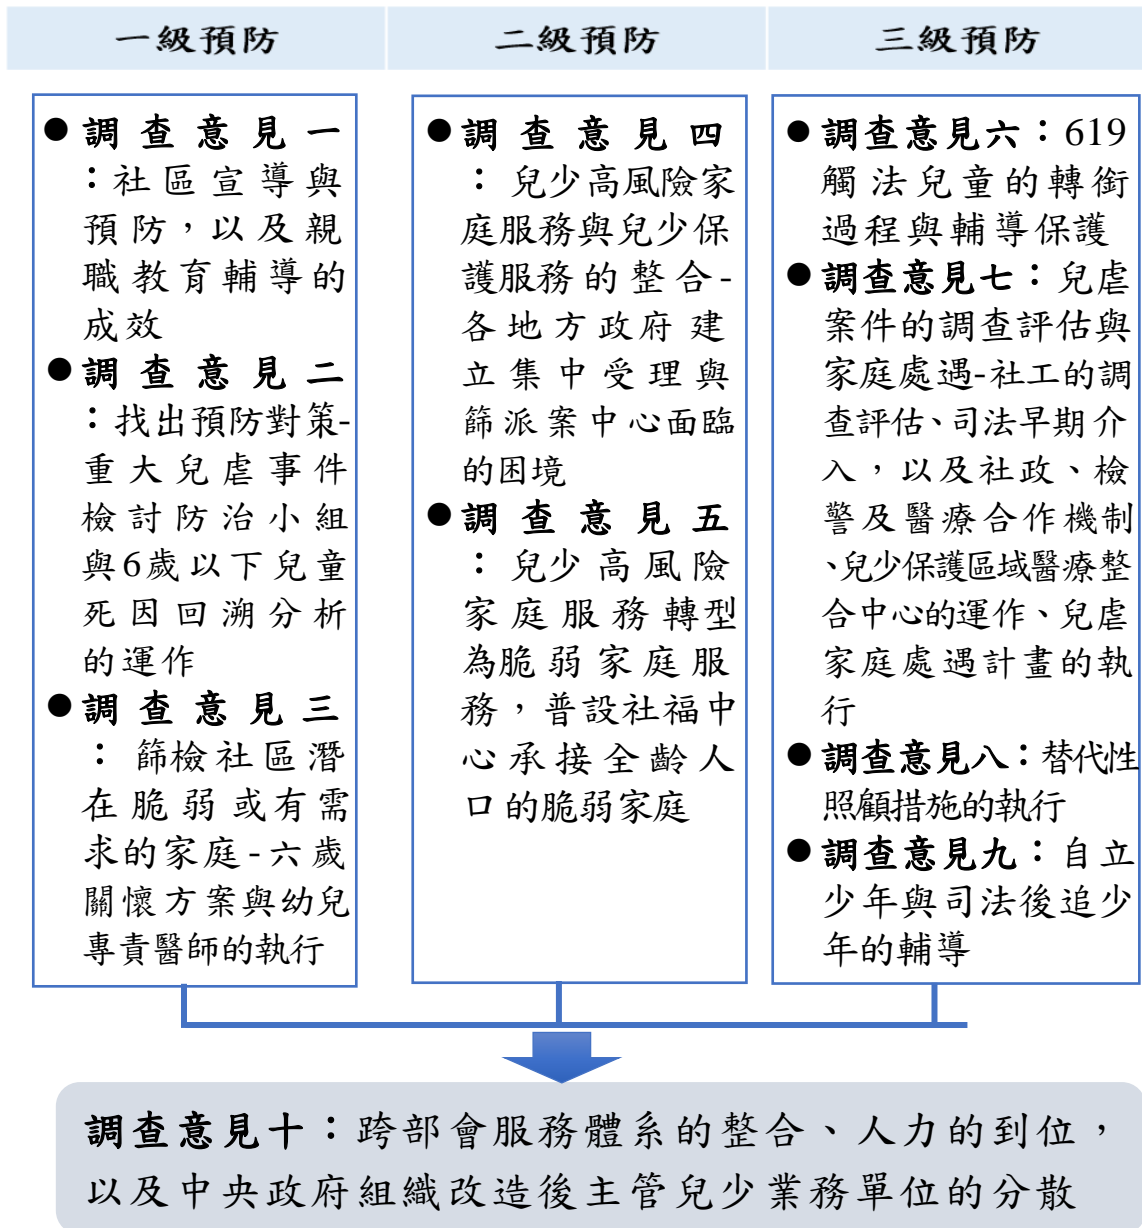 一級預防
●調查意見一
：社區宣導與
預防，以及親
職教育輔導的
成效
●調查意見二
：找出預防對策-
重大兒虐事件
檢討防治小組
與6歲以下兒童
死因回溯分析
的運作
●調查意見三
：篩檢社區潛
在脆弱或有需
求的家庭-六歲
關懷方案與幼兒
專責醫師的執行
二級預防
●調查意見四
：兒少高風險家
庭服務與兒少保
護服務的整合-
各地方政府建
立集中受理與
篩派案中心面臨
的困境
●調查意見五
：兒少高風險
家庭服務轉型
為脆弱家庭服
務，普設社福中
心承接全齡人
口的脆弱家庭
三級預防
●調查意見六：619
觸法兒童的轉銜
過程與輔導保護
●調查意見七：兒虐
案件的調查評估與
家庭處遇-社工的調
查評估、司法早期介
入，以及社政、檢
警及醫療合作機制
、兒少保護區域醫療整
合中心的運作、兒虐
家庭處遇計畫的執
行
●調查意見八：替代性
照顧措施的執行
●調查意見九：自立
少年與司法後追少
年的輔導
調查意見十：跨部會服務體系的整合、人力的到位，
以及中央政府組織改造後主管兒少業務單位的分散